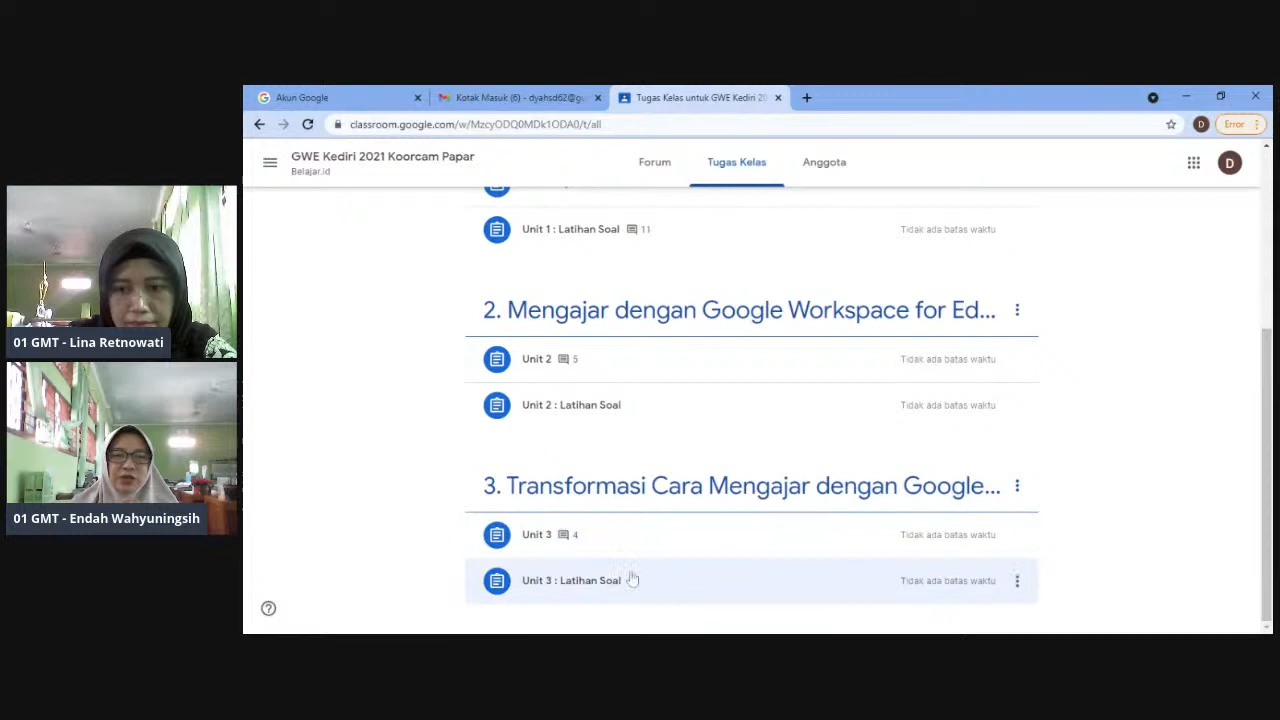 Akun Google
Kotak Masuk (6) - dyahsd62@gu
Tugas Kelas untuk GWE Kediri 20
classroom.google.com/w/MzcyODQ0MDk1ODA0/t/all
D
Error
GWE Kediri 2021 Koorcam Papar
Belajar.id
Forum
Tugas Kelas
Anggota
D
Unit 1 : Latihan Soal 11
Tidak ada batas waktu
2. Mengajar dengan Google Workspace for Ed...
Unit 2 5
Tidak ada batas waktu
Unit 2 : Latihan Soal
Tidak ada batas waktu
3. Transformasi Cara Mengajar dengan Google...
Unit 3 4
Tidak ada batas waktu
Unit 3 : Latihan Soal
Tidak ada batas waktu
01 GMT - Lina Retnowati
01 GMT - Endah Wahyuningsih